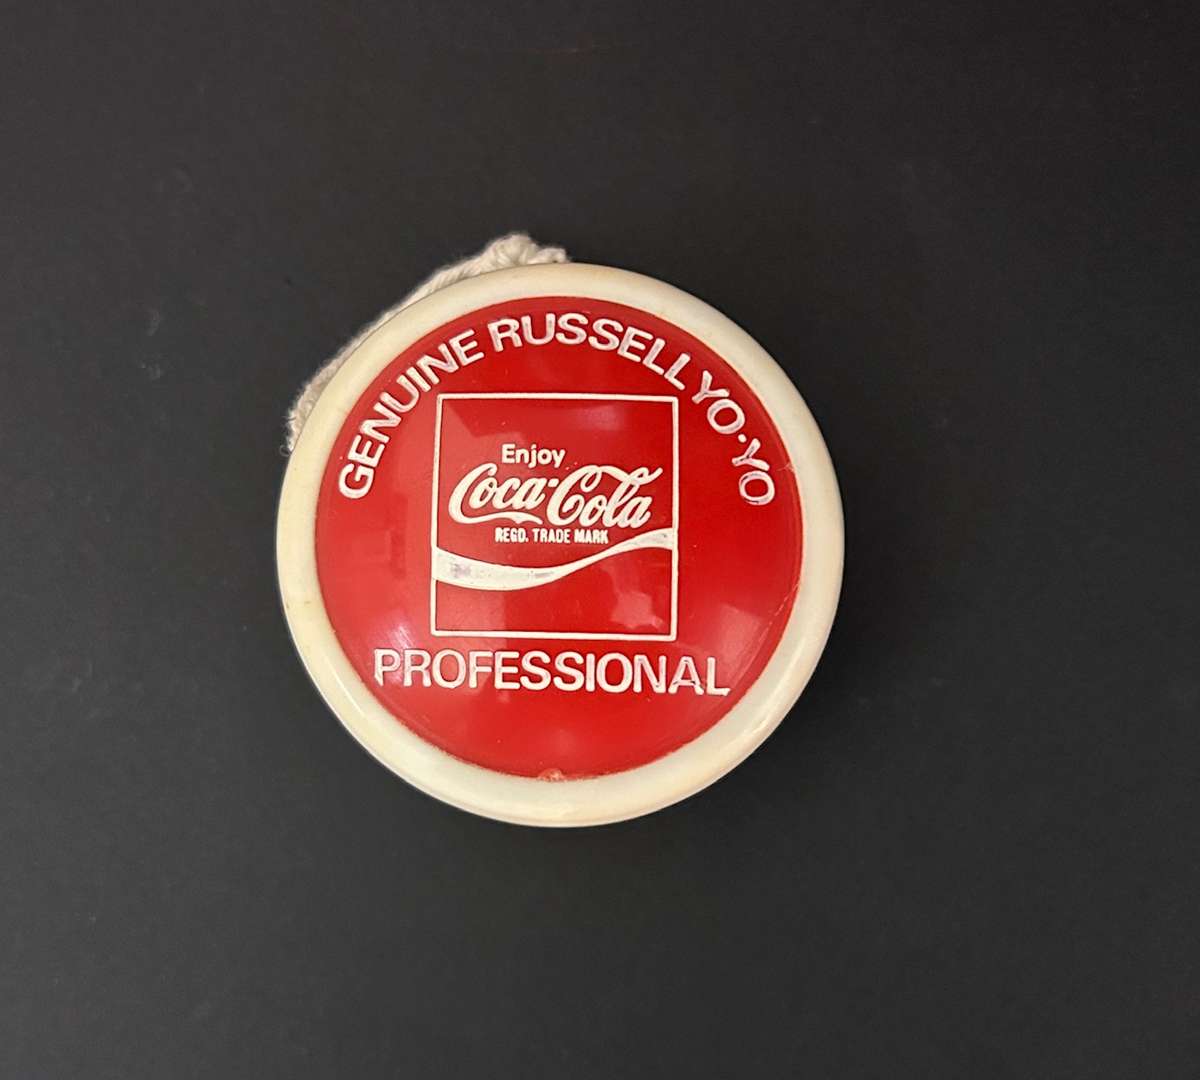 GENUINE RUSSELL YO·YO
Enjoy
Coca-Cola
REGD. TRADE MARK
PROFESSIONAL